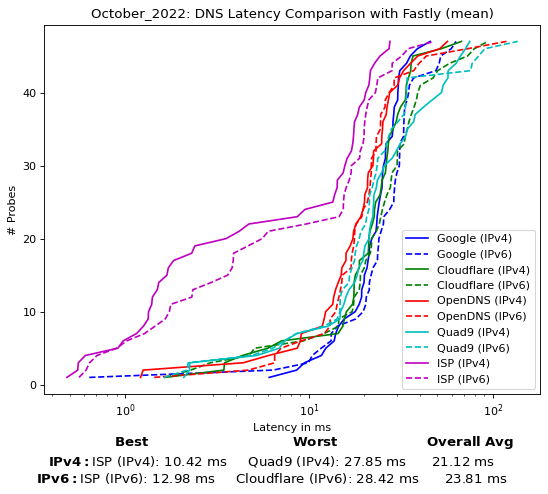 October_2022: DNS Latency Comparison with Fastly (mean)
# Probes
40
30
20
10
0
Google (IPv4)
Google (IPv6)
Cloudflare (IPv4)
Cloudflare (IPv6)
OpenDNS (IPv4)
OpenDNS (IPv6)
Quad9 (IPv4)
Quad9 (IPv6)
ISP (IPv4)
ISP (IPv6)
10⁰ 10¹ 10²
Latency in ms
Best Worst Overall Avg
IPv4: ISP (IPv4): 10.42 ms Quad9 (IPv4): 27.85 ms 21.12 ms
IPv6: ISP (IPv6): 12.98 ms Cloudflare (IPv6): 28.42 ms 23.81 ms